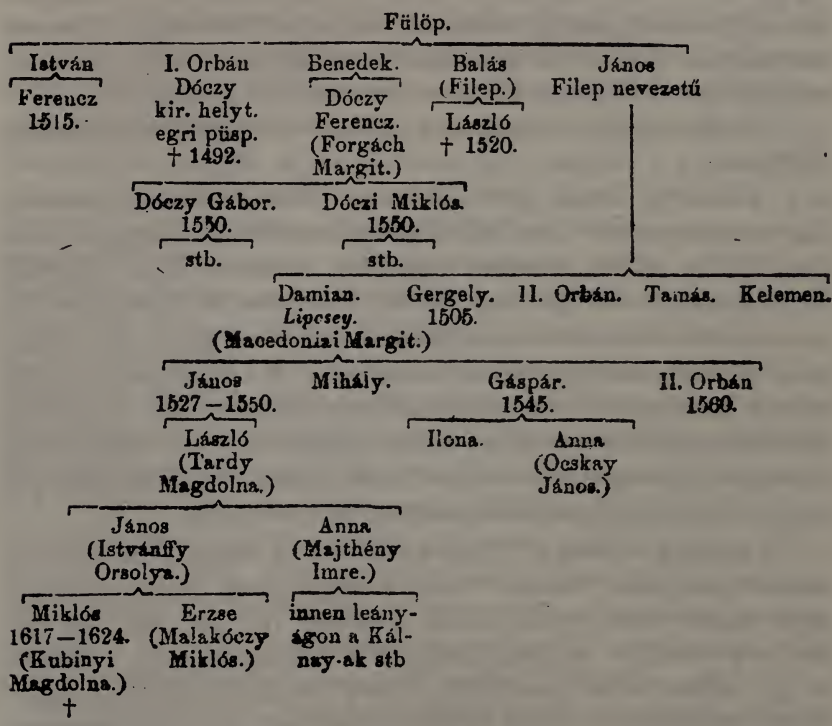 Fülöp.
István I. Orbán Benedek. Balás János
Ferencz Dóczy Dóczy (Filep.) Filep nevezetű
1515. kir. helyt. Ferencz. László
egri püsp. (Forgách † 1520.
† 1492. Margit.)
Dóczy Gábor. Dóczi Miklós.
1550. 1550.
stb. stb.
Damian. Gergely. II. Orbán. Tamás. Kelemen.
Lipcsey. 1505.
(Macedoniai Margit.)
János Mihály. Gáspár. II. Orbán
1527–1550. 1545. 1560.
László Ilona. Anna
(Tardy (Ocskay
Magdolna.) János.)
János Anna
(Istvánffy (Majthény
Orsolya.) Imre.)
Miklós Erzse innen leány-
1617–1624. (Malakóczy ágon a Kál-
(Kubinyi Miklós.) nay-ak stb
Magdolna.)
†